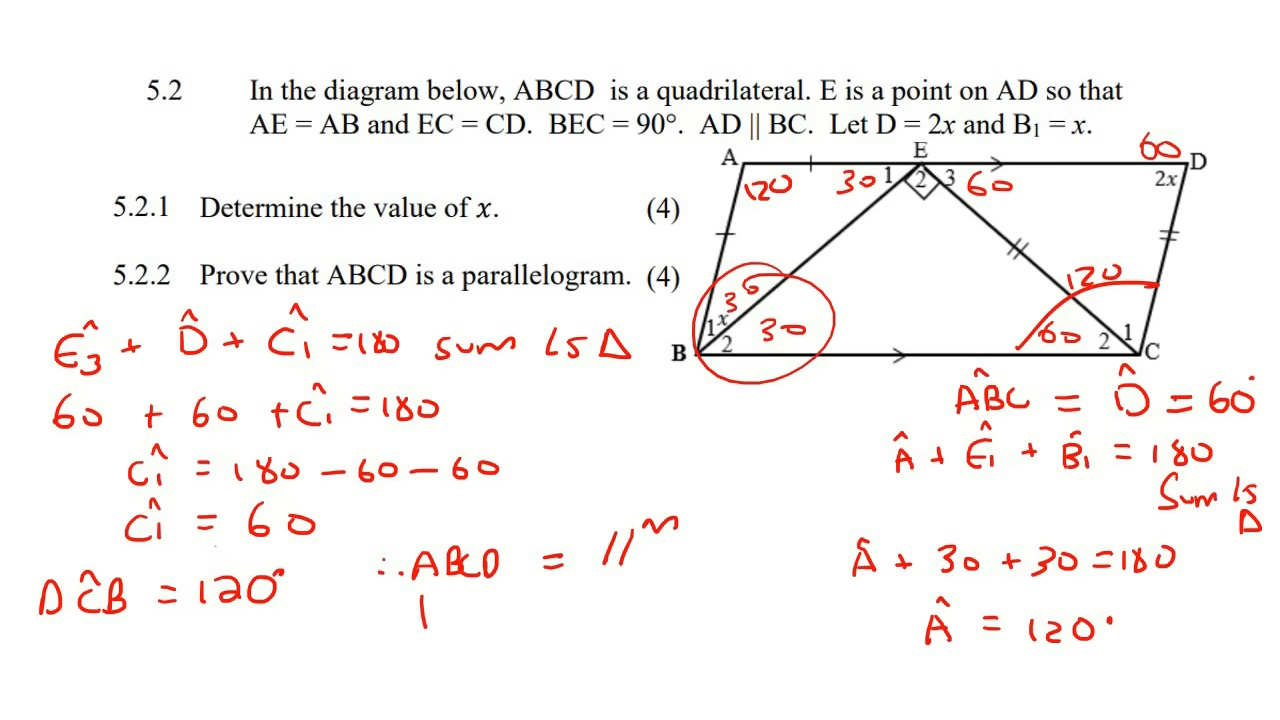 5.2 In the diagram below, ABCD is a quadrilateral. E is a point on AD so that
AE = AB and EC = CD. BEC = 90°. AD || BC. Let D = 2x and B₁ = x.
5.2.1 Determine the value of x. (4)
5.2.2 Prove that ABCD is a parallelogram. (4)
A E 60 D
120 30 1 2 3 60 2x
30 120
1 x 30 60 2 1
B 2 C
Ê₃ + D̂ + Ĉ₁ = 180 sum ∠s Δ
60 + 60 + Ĉ₁ = 180
Ĉ₁ = 180 − 60 − 60
Ĉ₁ = 60
DĈB = 120°
∴ ABCD = //ᵐ
AB̂C = D̂ = 60°
Â + Ê₁ + B̂₁ = 180
Sum ∠s
Δ
Â + 30 + 30 = 180
Â = 120°